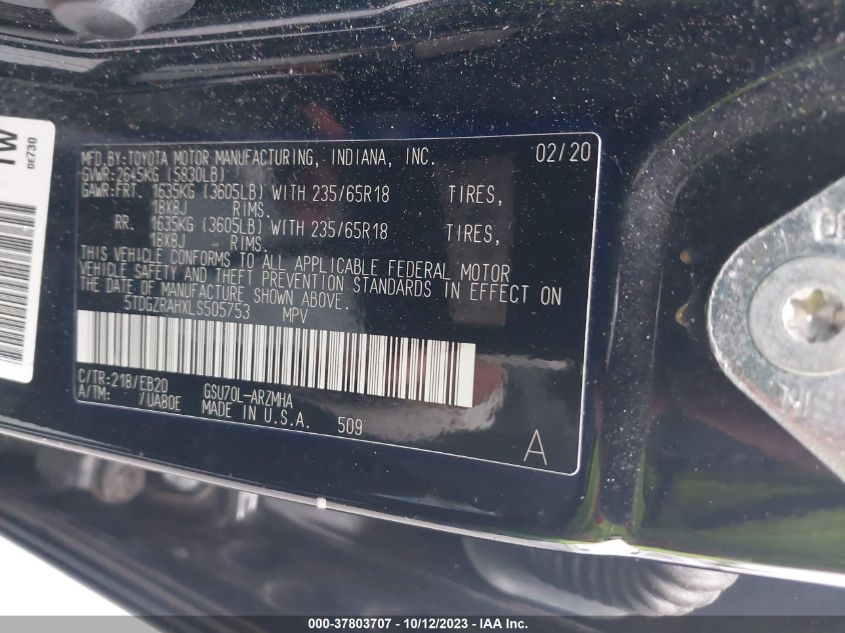 1W
0E730
MFD.BY:TOYOTA MOTOR MANUFACTURING, INDIANA, INC. 02/20
GVWR:2645KG (5830LB)
GAWR:FRT. 1635KG (3605LB) WITH 235/65R18 TIRES,
18X8J RIMS.
RR. 1635KG (3605LB) WITH 235/65R18 TIRES,
18X8J RIMS.
THIS VEHICLE CONFORMS TO ALL APPLICABLE FEDERAL MOTOR
VEHICLE SAFETY AND THEFT PREVENTION STANDARDS IN EFFECT ON
THE DATE OF MANUFACTURE SHOWN ABOVE.
5TDGZRAHXLS505753 MPV
C/TR:218/EB20 GSU70L-ARZMHA
A/TM: /UA80E MADE IN U.S.A. 509
A
000-37803707 - 10/12/2023 - IAA Inc.